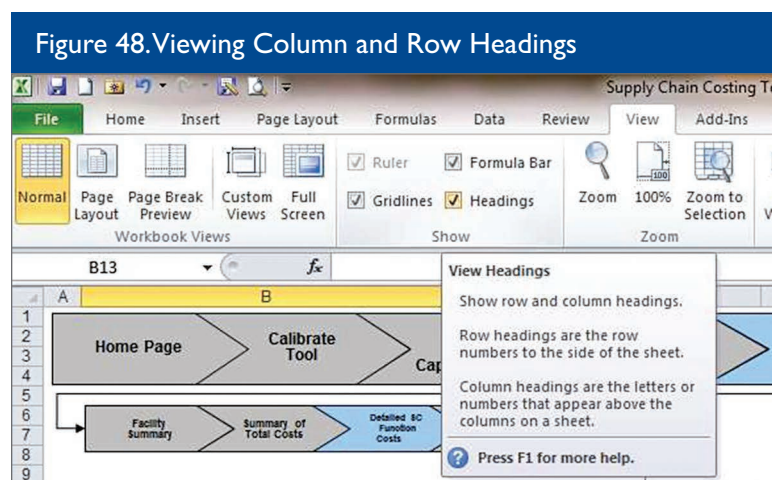 Figure 48. Viewing Column and Row Headings
Supply Chain Costing T
File Home Insert Page Layout Formulas Data Review View Add-Ins
Normal Page Layout Page Break Preview Custom Views Full Screen
Ruler Formula Bar
Gridlines Headings
Zoom 100% Zoom to Selection
Workbook Views Show Zoom
B13 fx
View Headings
Show row and column headings.
Row headings are the row
numbers to the side of the sheet.
Column headings are the letters or
numbers that appear above the
columns on a sheet.
Press F1 for more help.
A B
1
2
3
4
5
6
7
8
9
Home Page
Calibrate
Tool
Cap
Facility
Summary
Summary of
Total Costs
Detailed SC
Function
Costs